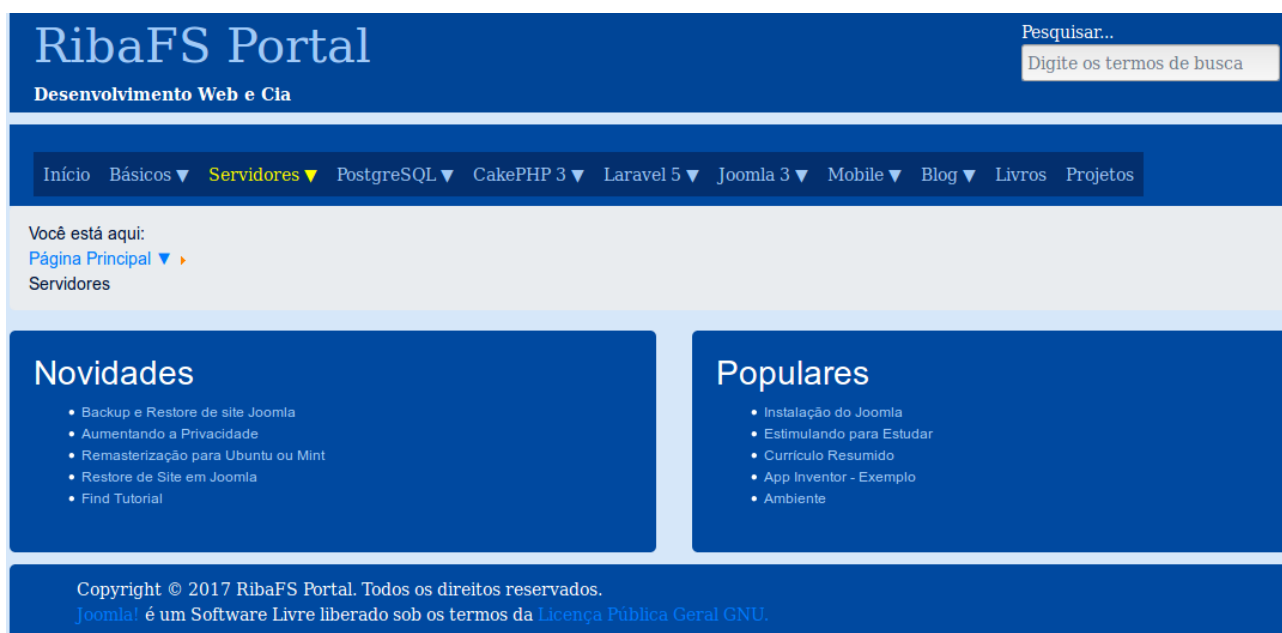 RibaFS Portal
Desenvolvimento Web e Cia
Pesquisar...
Digite os termos de busca
Início Básicos ▼ Servidores ▼ PostgreSQL ▼ CakePHP 3 ▼ Laravel 5 ▼ Joomla 3 ▼ Mobile ▼ Blog ▼ Livros Projetos
Você está aqui:
Página Principal ▼
Servidores
Novidades
• Backup e Restore de site Joomla
• Aumentando a Privacidade
• Remasterização para Ubuntu ou Mint
• Restore de Site em Joomla
• Find Tutorial
Populares
• Instalação do Joomla
• Estimulando para Estudar
• Currículo Resumido
• App Inventor - Exemplo
• Ambiente
Copyright © 2017 RibaFS Portal. Todos os direitos reservados.
Joomla! é um Software Livre liberado sob os termos da Licença Pública Geral GNU.